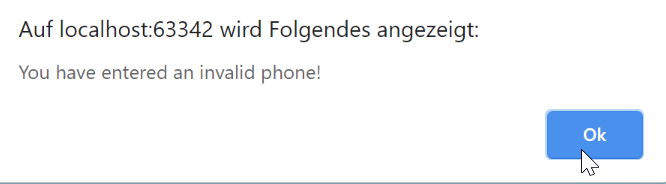 Auf localhost:63342 wird Folgendes angezeigt:
You have entered an invalid phone!
Ok